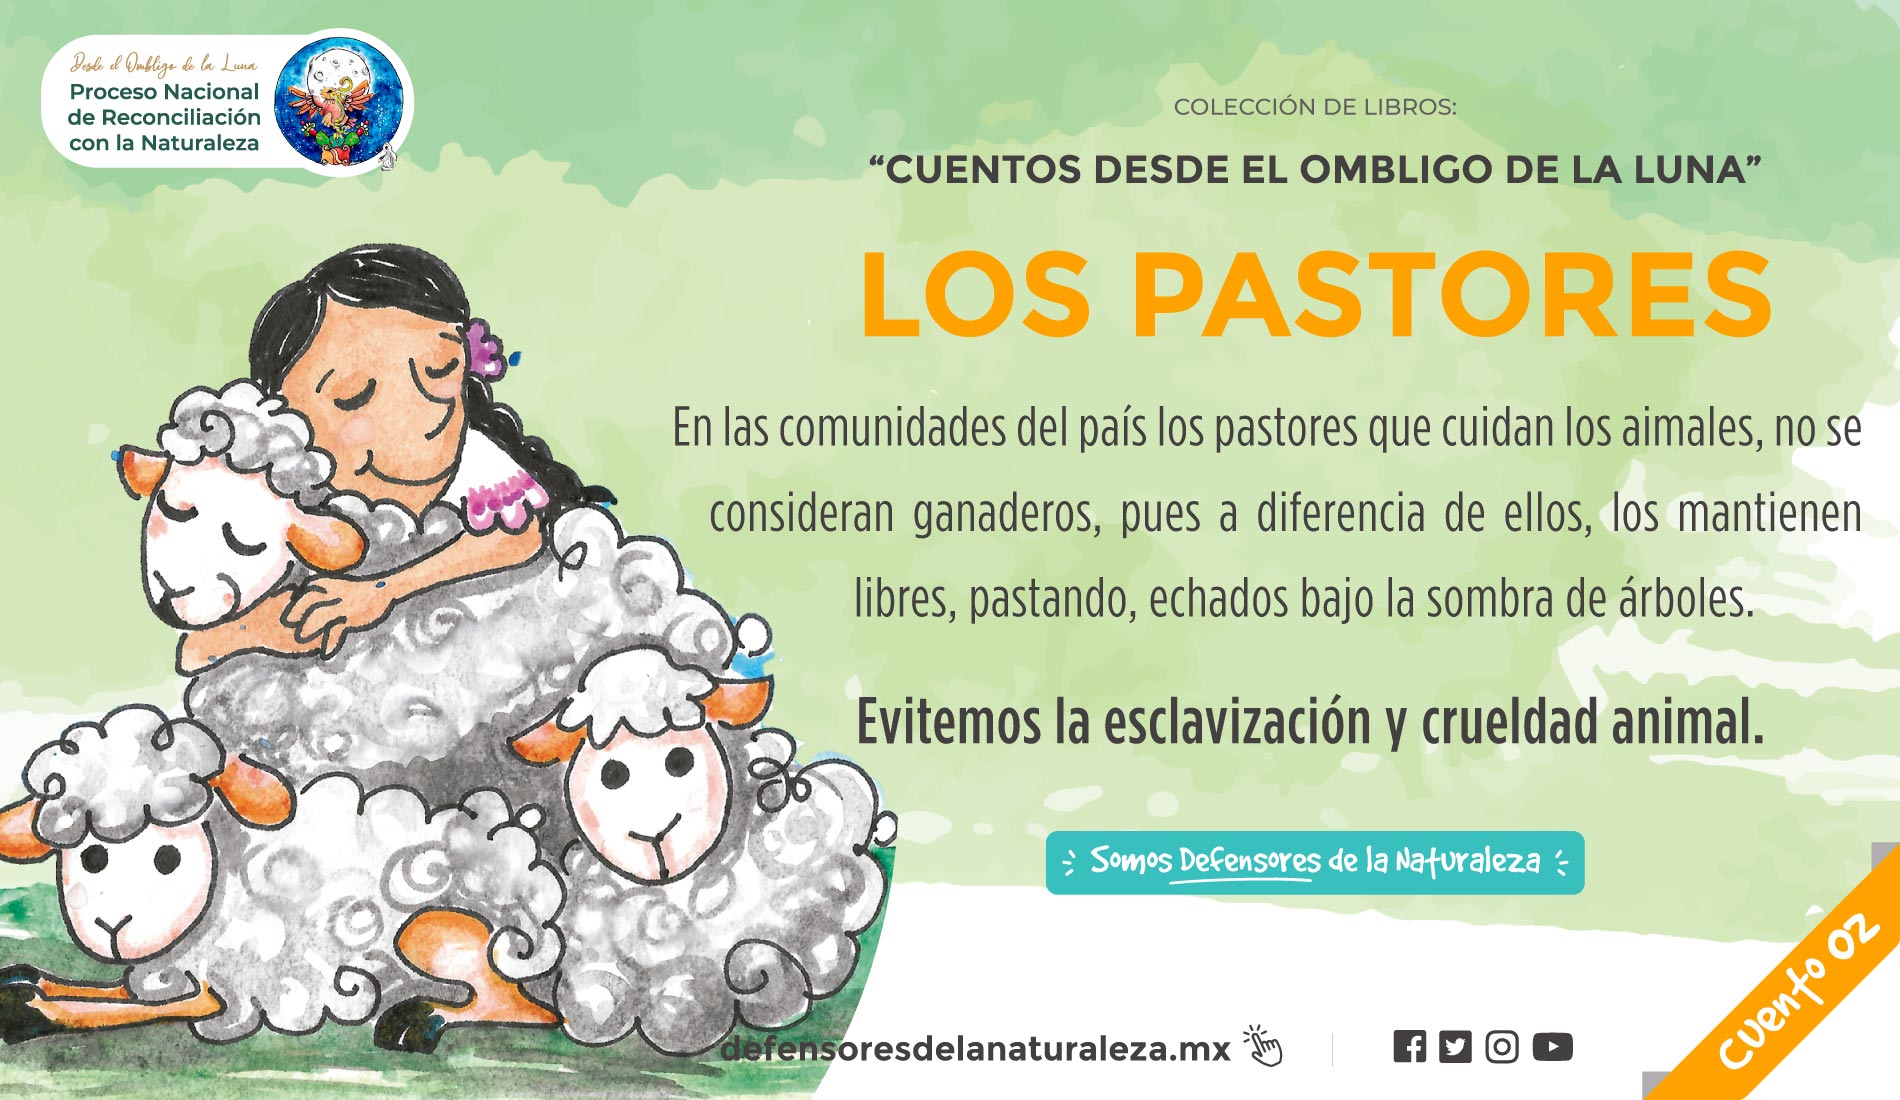 Desde el Ombligo de la Luna
Proceso Nacional
de Reconciliación
con la Naturaleza
COLECCIÓN DE LIBROS:
“CUENTOS DESDE EL OMBLIGO DE LA LUNA”
LOS PASTORES
En las comunidades del país los pastores que cuidan los aimales, no se
consideran ganaderos, pues a diferencia de ellos, los mantienen
libres, pastando, echados bajo la sombra de árboles.
Evitemos la esclavización y crueldad animal.
Somos Defensores de la Naturaleza
Cuento 02
defensoresdelanaturaleza.mx